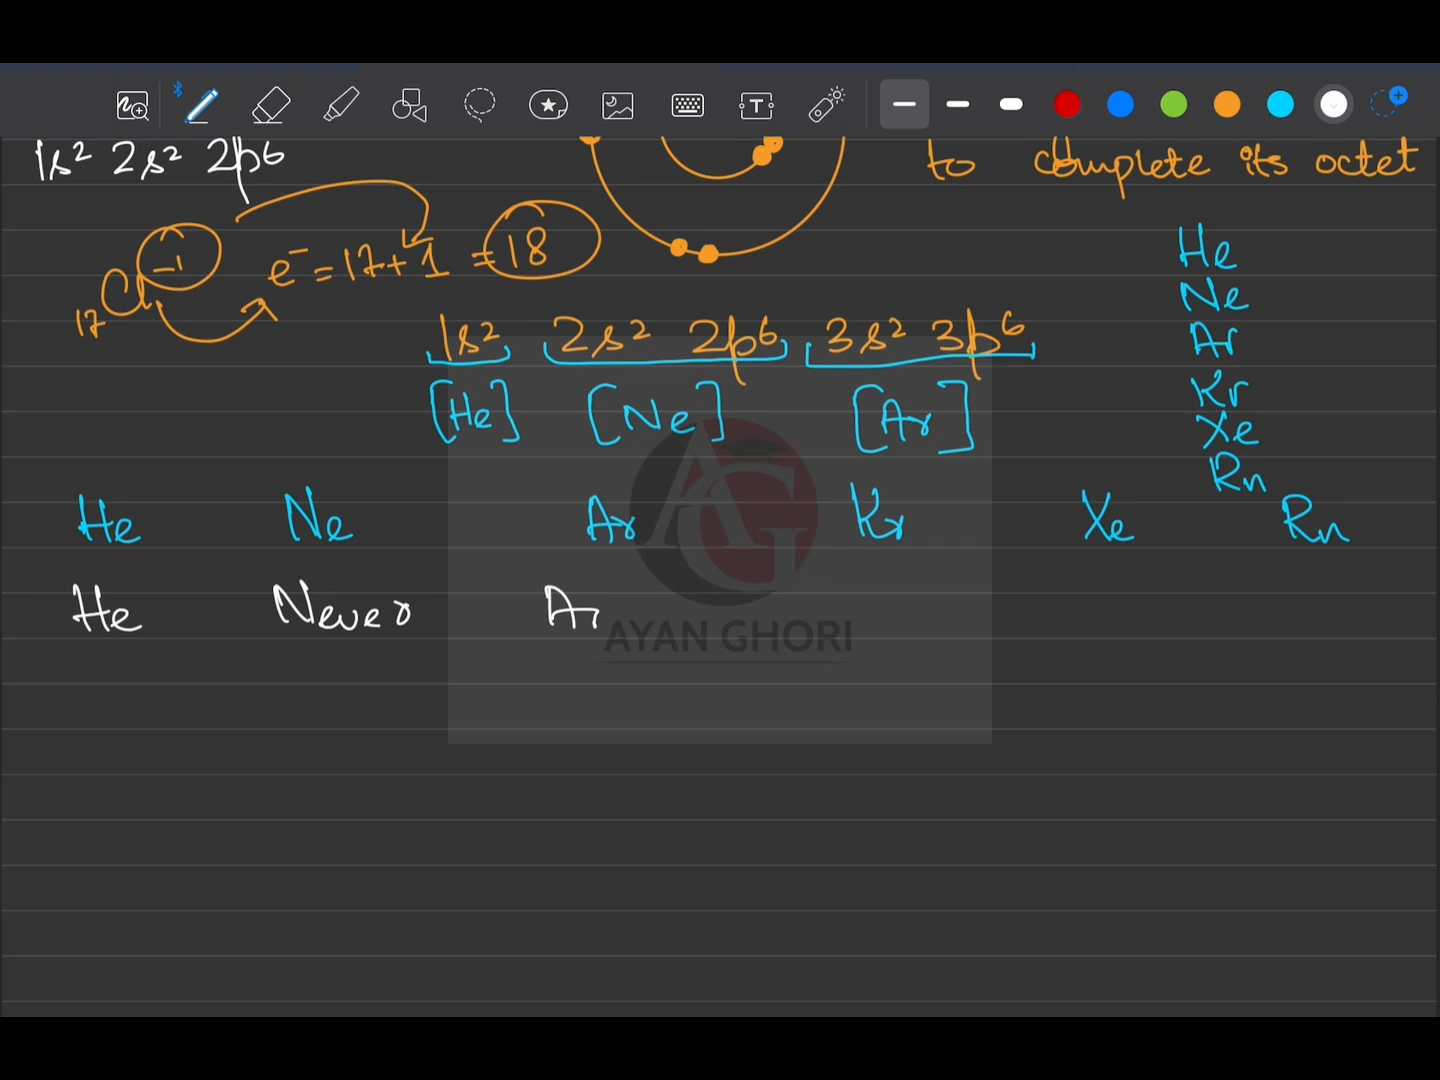 1s² 2s² 2p⁶
to complete its octet
₁₇Cl⁻¹ e⁻ = 17+1 = 18
1s² 2s² 2p⁶ 3s² 3p⁶
[He] [Ne] [Ar]
He
Ne
Ar
Kr
Xe
Rn
He Ne Ar Kr Xe Rn
He Never Ar
AYAN GHORI